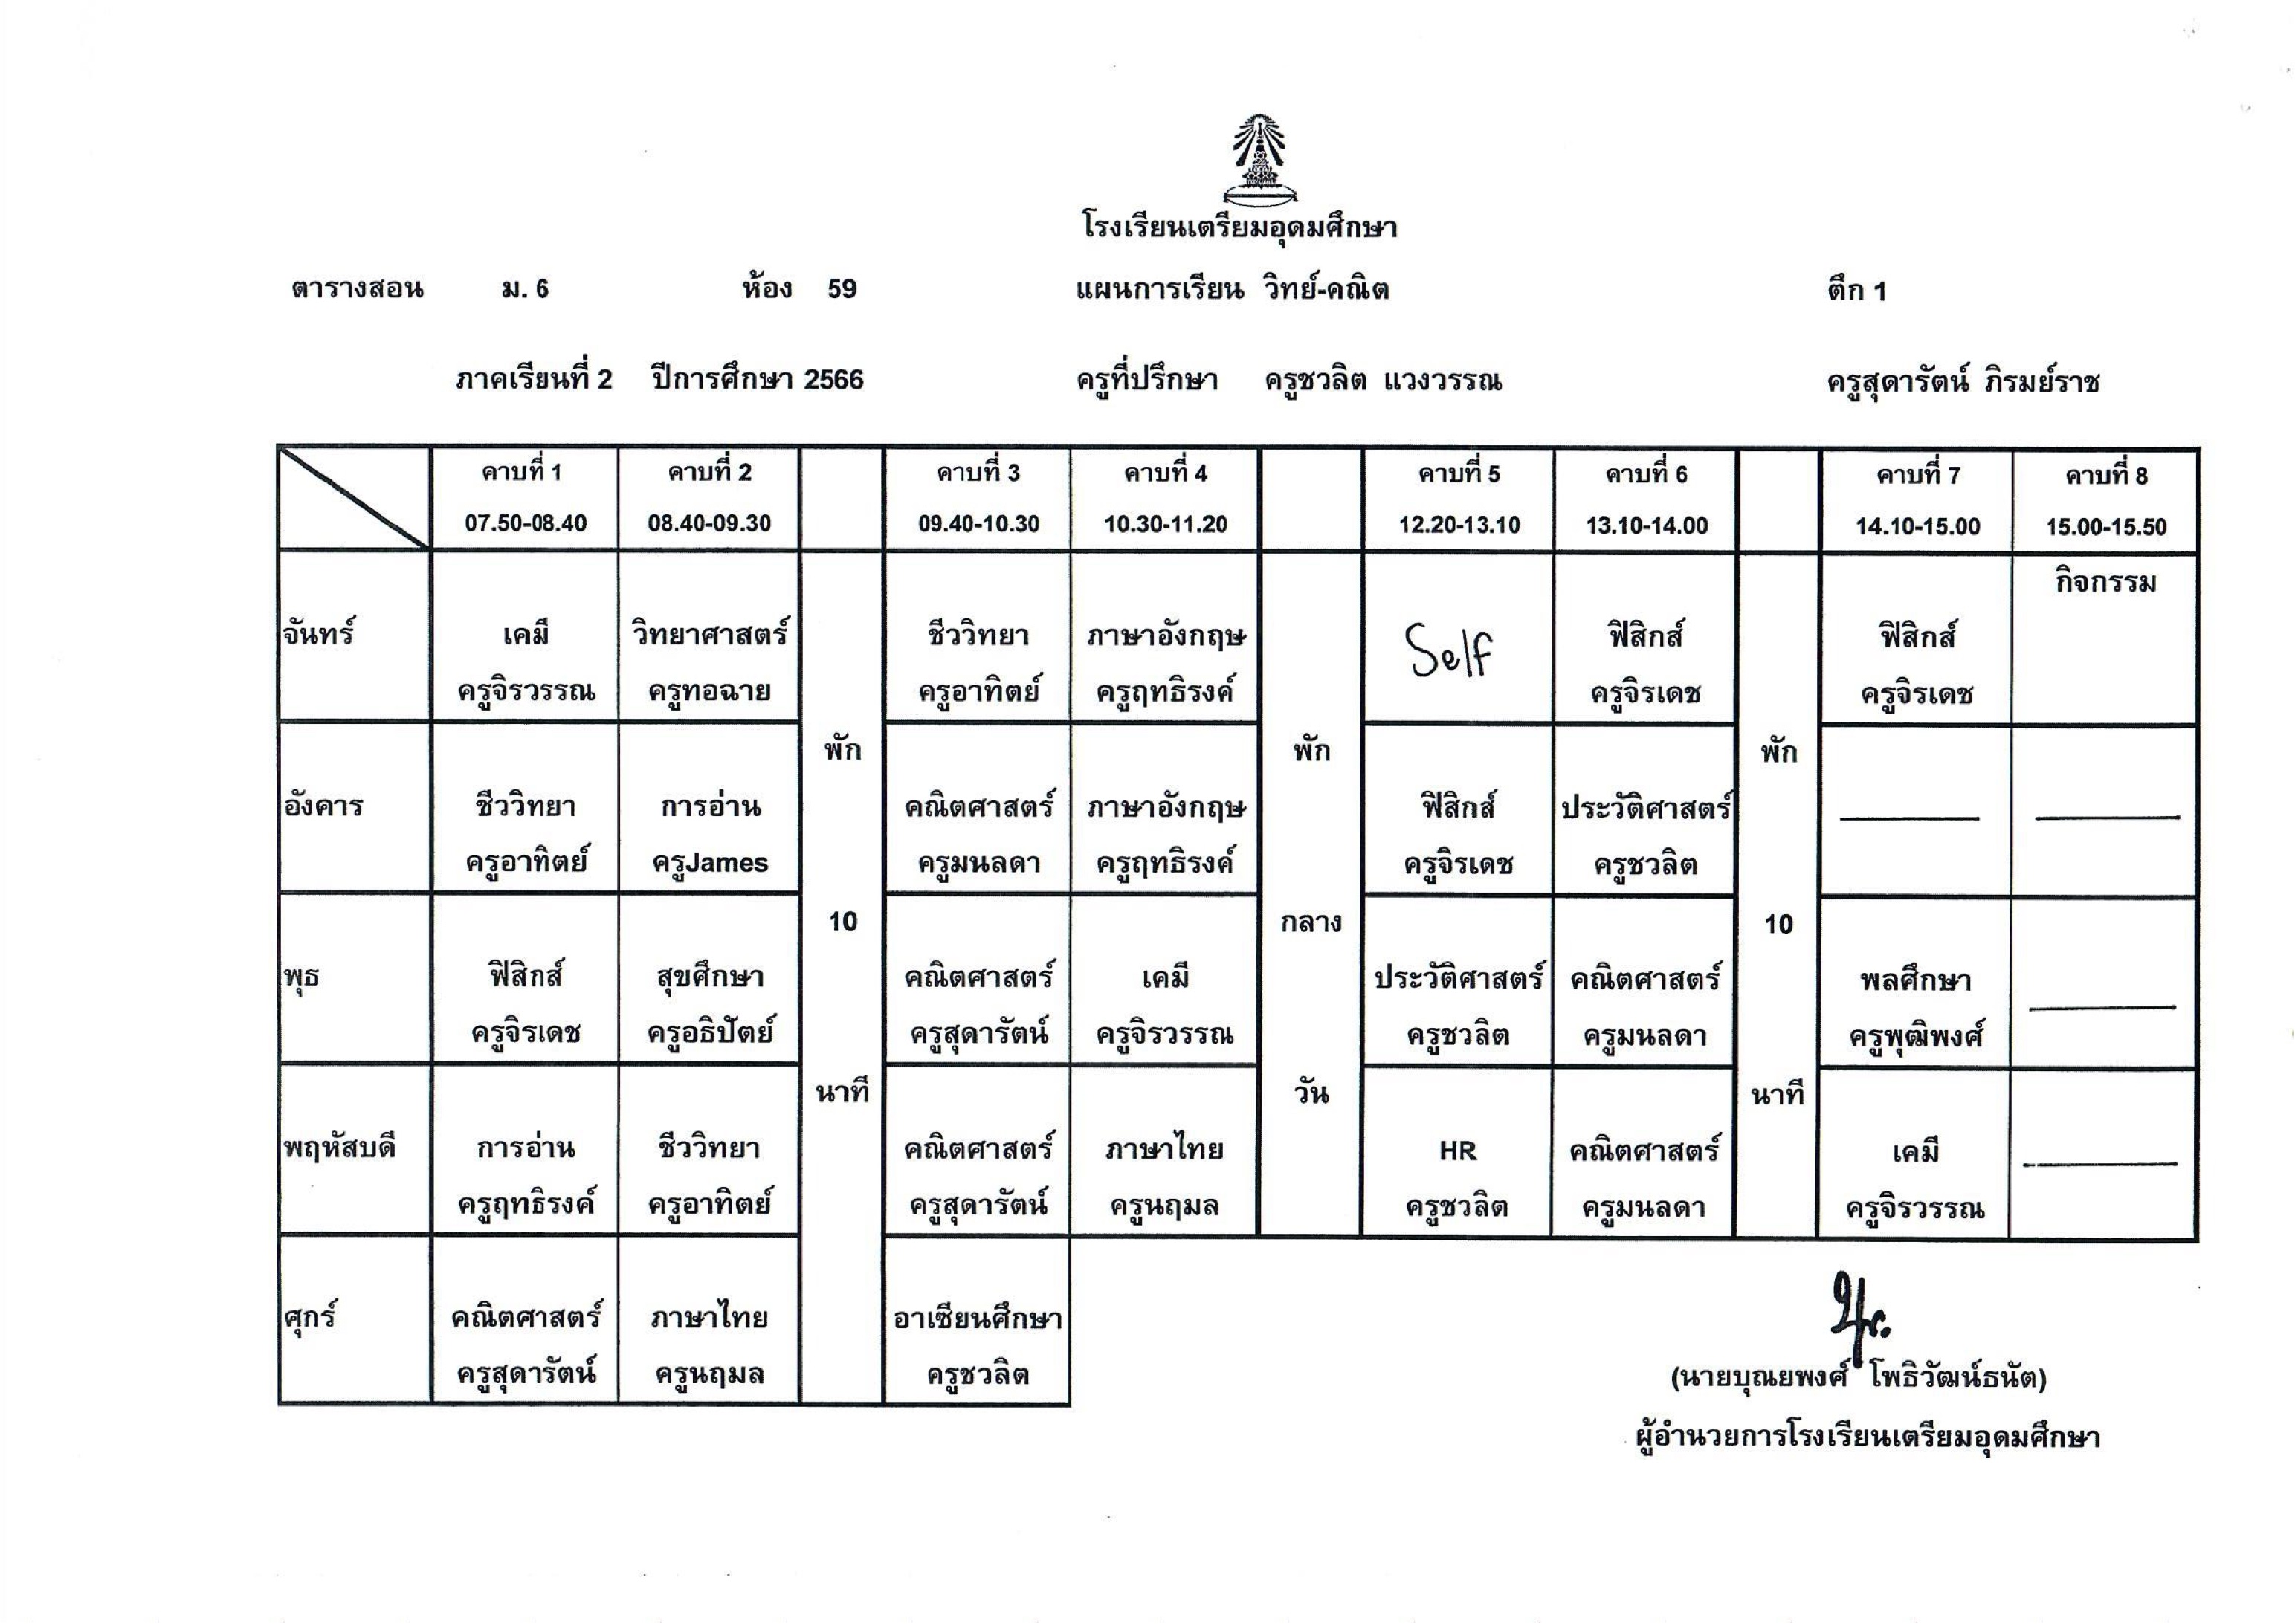 โรงเรียนเตรียมอุดมศึกษา
ตารางสอน ม. 6 ห้อง 59 แผนการเรียน วิทย์-คณิต ตึก 1
ภาคเรียนที่ 2 ปีการศึกษา 2566 ครูที่ปรึกษา ครูชวลิต แวงวรรณ ครูสุดารัตน์ ภิรมย์ราช
คาบที่ 1 คาบที่ 2 คาบที่ 3 คาบที่ 4 คาบที่ 5 คาบที่ 6 คาบที่ 7 คาบที่ 8
07.50-08.40 08.40-09.30 09.40-10.30 10.30-11.20 12.20-13.10 13.10-14.00 14.10-15.00 15.00-15.50
กิจกรรม
จันทร์ เคมี วิทยาศาสตร์ ชีววิทยา ภาษาอังกฤษ Self ฟิสิกส์ ฟิสิกส์
ครูจิรวรรณ ครูทอฉาย ครูอาทิตย์ ครูฤทธิรงค์ ครูจิรเดช ครูจิรเดช
พัก พัก พัก
อังคาร ชีววิทยา การอ่าน คณิตศาสตร์ ภาษาอังกฤษ ฟิสิกส์ ประวัติศาสตร์
ครูอาทิตย์ ครูJames ครูมนลดา ครูฤทธิรงค์ ครูจิรเดช ครูชวลิต
10 กลาง 10
พุธ ฟิสิกส์ สุขศึกษา คณิตศาสตร์ เคมี ประวัติศาสตร์ คณิตศาสตร์ พลศึกษา
ครูจิรเดช ครูอธิปัตย์ ครูสุดารัตน์ ครูจิรวรรณ ครูชวลิต ครูมนลดา ครูพุฒิพงศ์
นาที วัน นาที
พฤหัสบดี การอ่าน ชีววิทยา คณิตศาสตร์ ภาษาไทย HR คณิตศาสตร์ เคมี
ครูฤทธิรงค์ ครูอาทิตย์ ครูสุดารัตน์ ครูนฤมล ครูชวลิต ครูมนลดา ครูจิรวรรณ
ศุกร์ คณิตศาสตร์ ภาษาไทย อาเซียนศึกษา
ครูสุดารัตน์ ครูนฤมล ครูชวลิต
(นายบุณยพงศ์ โพธิวัฒน์ธนัต)
ผู้อำนวยการโรงเรียนเตรียมอุดมศึกษา